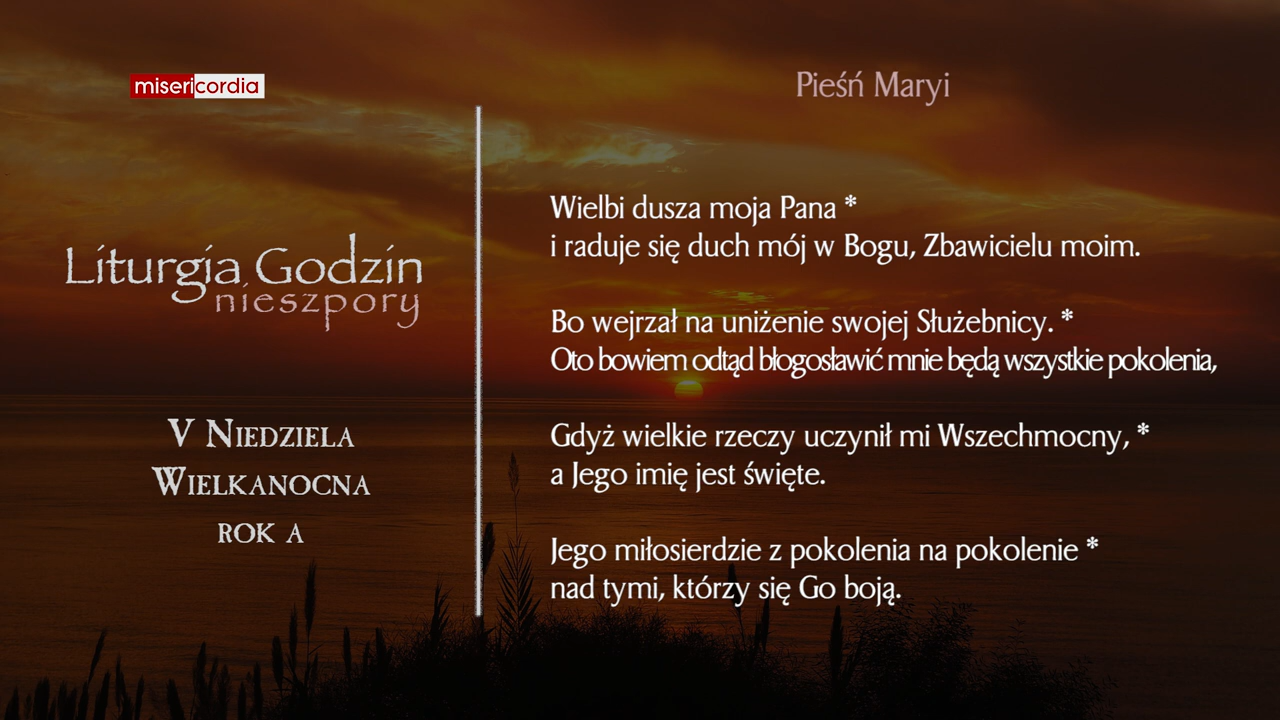 misericordia
Liturgia Godzin
nieszpory
V Niedziela
Wielkanocna
rok A
Pieśń Maryi
Wielbi dusza moja Pana *
i raduje się duch mój w Bogu, Zbawicielu moim.
Bo wejrzał na uniżenie swojej Służebnicy. *
Oto bowiem odtąd błogosławić mnie będą wszystkie pokolenia,
Gdyż wielkie rzeczy uczynił mi Wszechmocny, *
a Jego imię jest święte.
Jego miłosierdzie z pokolenia na pokolenie *
nad tymi, którzy się Go boją.